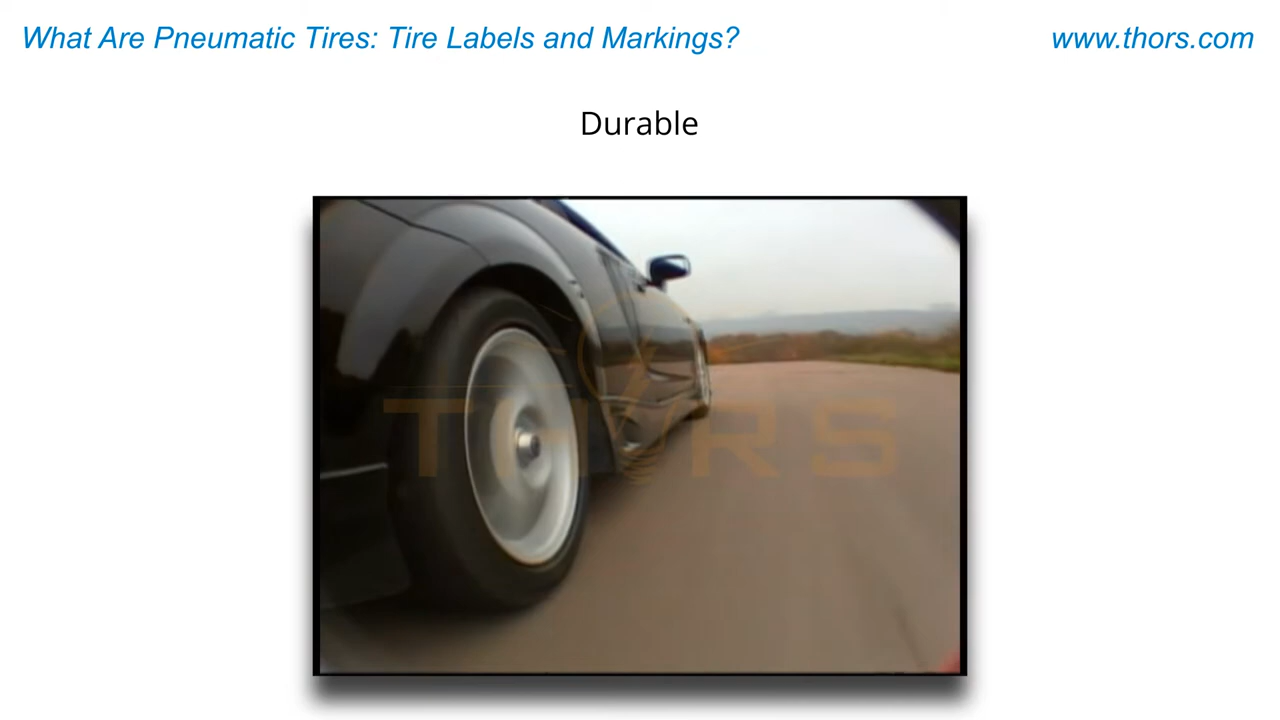 What Are Pneumatic Tires: Tire Labels and Markings?
www.thors.com
Durable
THORS